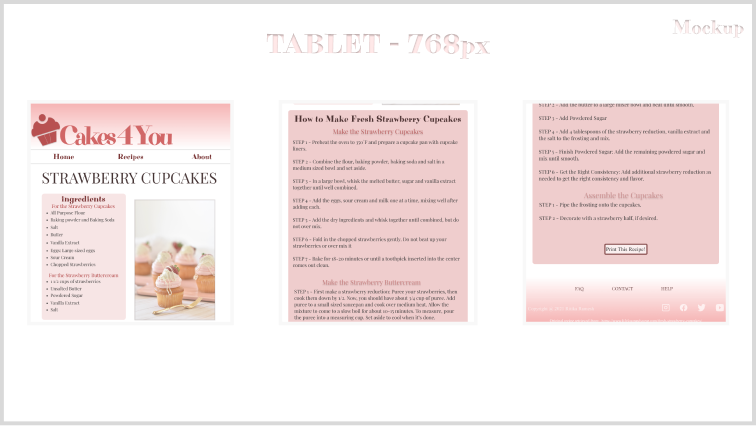 TABLET - 768px
Mockup
Cakes 4 You
Home Recipes About
STRAWBERRY CUPCAKES
Ingredients
For the Strawberry Cupcakes
All Purpose Flour
Baking powder and Baking Soda
Salt
Butter
Vanilla Extract
Eggs: Large sized eggs
Sour Cream
Chopped Strawberries
For the Strawberry Buttercream
1 1/2 cups of strawberries
Unsalted Butter
Powdered Sugar
Vanilla Extract
Salt
How to Make Fresh Strawberry Cupcakes
Make the Strawberry Cupcakes
STEP 1 - Preheat the oven to 350°F and prepare a cupcake pan with cupcake
liners.
STEP 2 - Combine the flour, baking powder, baking soda and salt in a
medium sized bowl and set aside.
STEP 3 - In a large bowl, whisk the melted butter, sugar and vanilla extract
together until well combined.
STEP 4 - Add the eggs, sour cream and milk one at a time, mixing well after
adding each.
STEP 5 - Add the dry ingredients and whisk together until combined, but do
not over mix.
STEP 6 - Fold in the chopped strawberries gently. Do not heat up your
strawberries or over mix it
STEP 7 - Bake for 18-20 minutes or until a toothpick inserted into the center
comes out clean.
Make the Strawberry Buttercream
STEP 1 - First make a strawberry reduction: Puree your strawberries, then
cook them down by 1/2. Now, you should have about 1/4 cup of puree. Add
puree to a small sized saucepan and cook over medium heat. Allow the
mixture to come to a slow boil for about 10-15 minutes. To measure, pour
the puree into a measuring cup. Set aside to cool when it's done.
STEP 2 - Add the butter to a large mixer bowl and beat until smooth.
STEP 3 - Add Powdered Sugar
STEP 4 - Add 2 tablespoons of the strawberry reduction, vanilla extract and
the salt to the frosting and mix.
STEP 5 - Finish Powdered Sugar: Add the remaining powdered sugar and
mix until smooth.
STEP 6 - Get the Right Consistency: Add additional strawberry reduction as
needed to get the right consistency and flavor.
Assemble the Cupcakes
STEP 1 - Pipe the frosting onto the cupcakes.
STEP 2 - Decorate with a strawberry half, if desired.
Print This Recipe!
FAQ CONTACT HELP